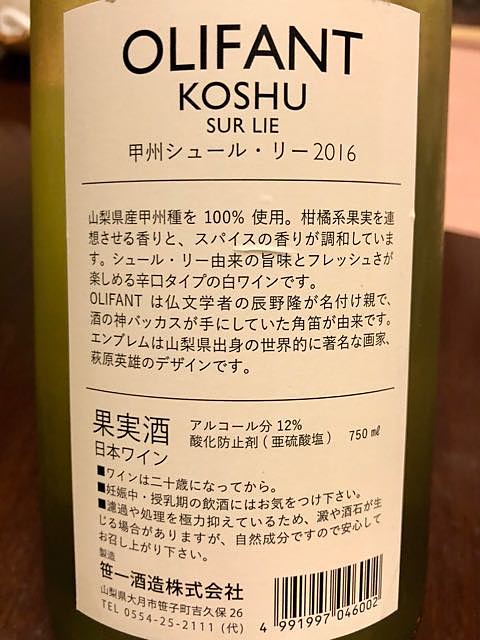 OLIFANT
KOSHU
SUR LIE
甲州シュール・リー2016
山梨県産甲州種を 100% 使用。柑橘系果実を連
想させる香りと、スパイスの香りが調和していま
す。シュール・リー由来の旨味とフレッシュさが
楽しめる辛口タイプの白ワインです。
OLIFANT は仏文学者の辰野隆が名付け親で、
酒の神バッカスが手にしていた角笛が由来です。
エンブレムは山梨県出身の世界的に著名な画家、
萩原英雄のデザインです。
果実酒
日本ワイン
アルコール分 12%
酸化防止剤 ( 亜硫酸塩 )
750 ㎖
■ワインは二十歳になってから。
■妊娠中・授乳期の飲酒にはお気をつけ下さい。
■濾過や処理を極力抑えているため、澱や酒石が生
じる場合がありますが、自然成分ですので安心して
お召し上がり下さい。
製造
笹一酒造株式会社
山梨県大月市笹子町吉久保 26
TEL 0554-25-2111 (代)
4 991997 046002